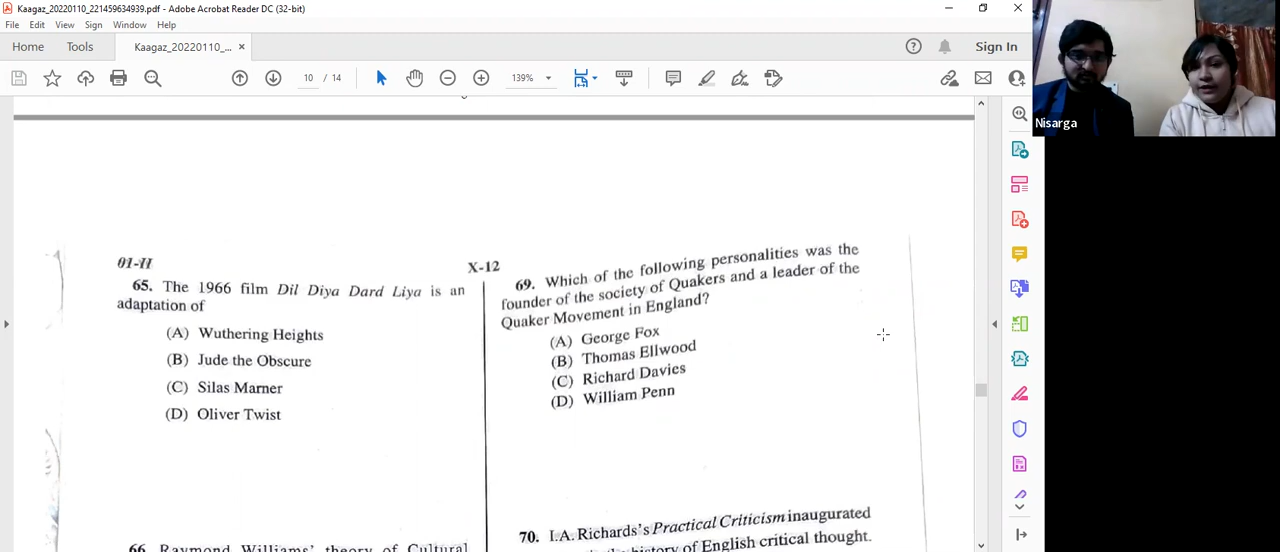 Kaagaz_20220110_221459634939.pdf - Adobe Acrobat Reader DC (32-bit)
File Edit View Sign Window Help
Home Tools Kaagaz_20220110_... × Sign In
10 / 14 139%
Nisarga
01-II
65. The 1966 film Dil Diya Dard Liya is an
adaptation of
(A) Wuthering Heights
(B) Jude the Obscure
(C) Silas Marner
(D) Oliver Twist
66. Raymond Williams' theory of Cultural
X-12
69. Which of the following personalities was the
founder of the society of Quakers and a leader of the
Quaker Movement in England?
(A) George Fox
(B) Thomas Ellwood
(C) Richard Davies
(D) William Penn
70. I.A. Richards's Practical Criticism inaugurated
history of English critical thought.